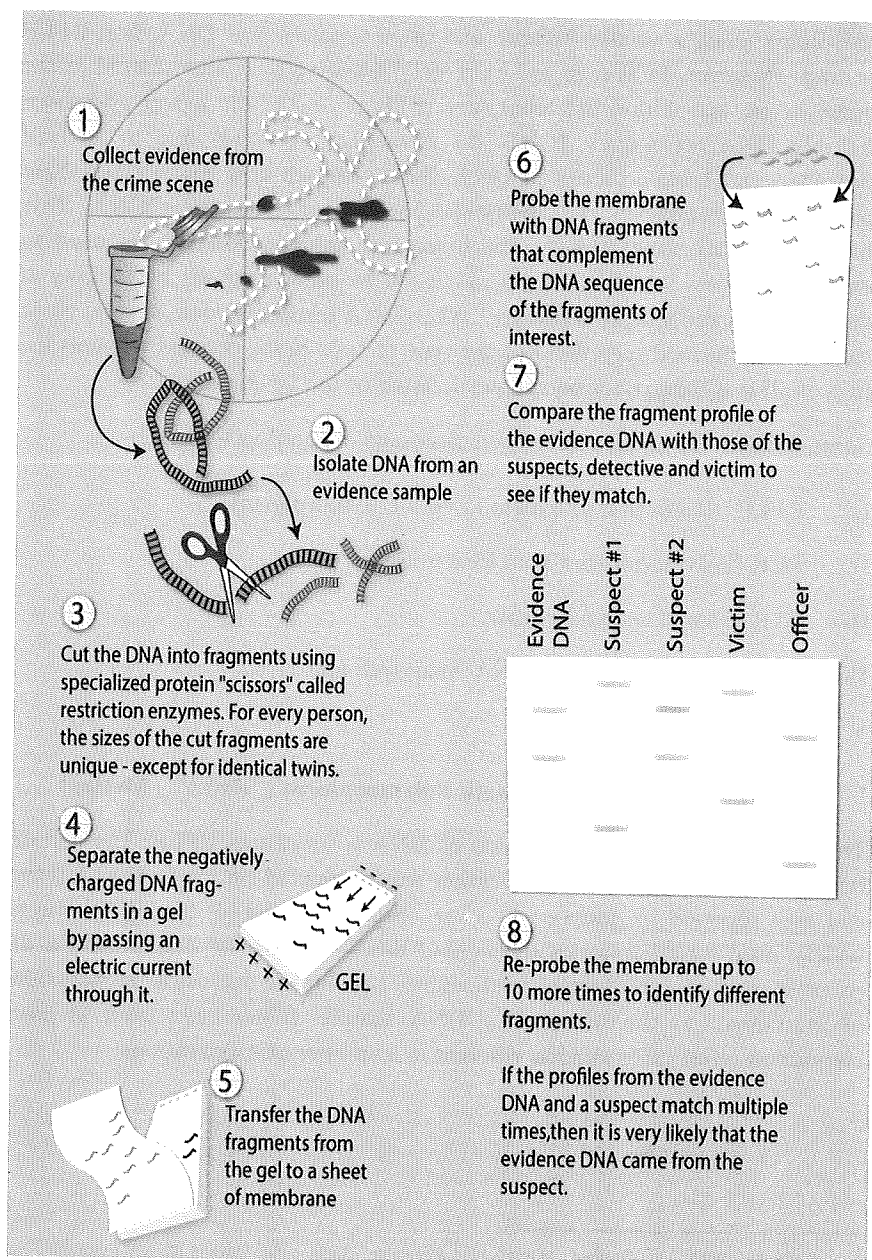 1
Collect evidence from
the crime scene
2
Isolate DNA from an
evidence sample
3
Cut the DNA into fragments using
specialized protein "scissors" called
restriction enzymes. For every person,
the sizes of the cut fragments are
unique - except for identical twins.
4
Separate the negatively
charged DNA frag-
ments in a gel
by passing an
electric current
through it.
GEL
5
Transfer the DNA
fragments from
the gel to a sheet
of membrane
6
Probe the membrane
with DNA fragments
that complement
the DNA sequence
of the fragments of
interest.
7
Compare the fragment profile of
the evidence DNA with those of the
suspects, detective and victim to
see if they match.
Evidence
DNA
Suspect #1
Suspect #2
Victim
Officer
8
Re-probe the membrane up to
10 more times to identify different
fragments.
If the profiles from the evidence
DNA and a suspect match multiple
times,then it is very likely that the
evidence DNA came from the
suspect.